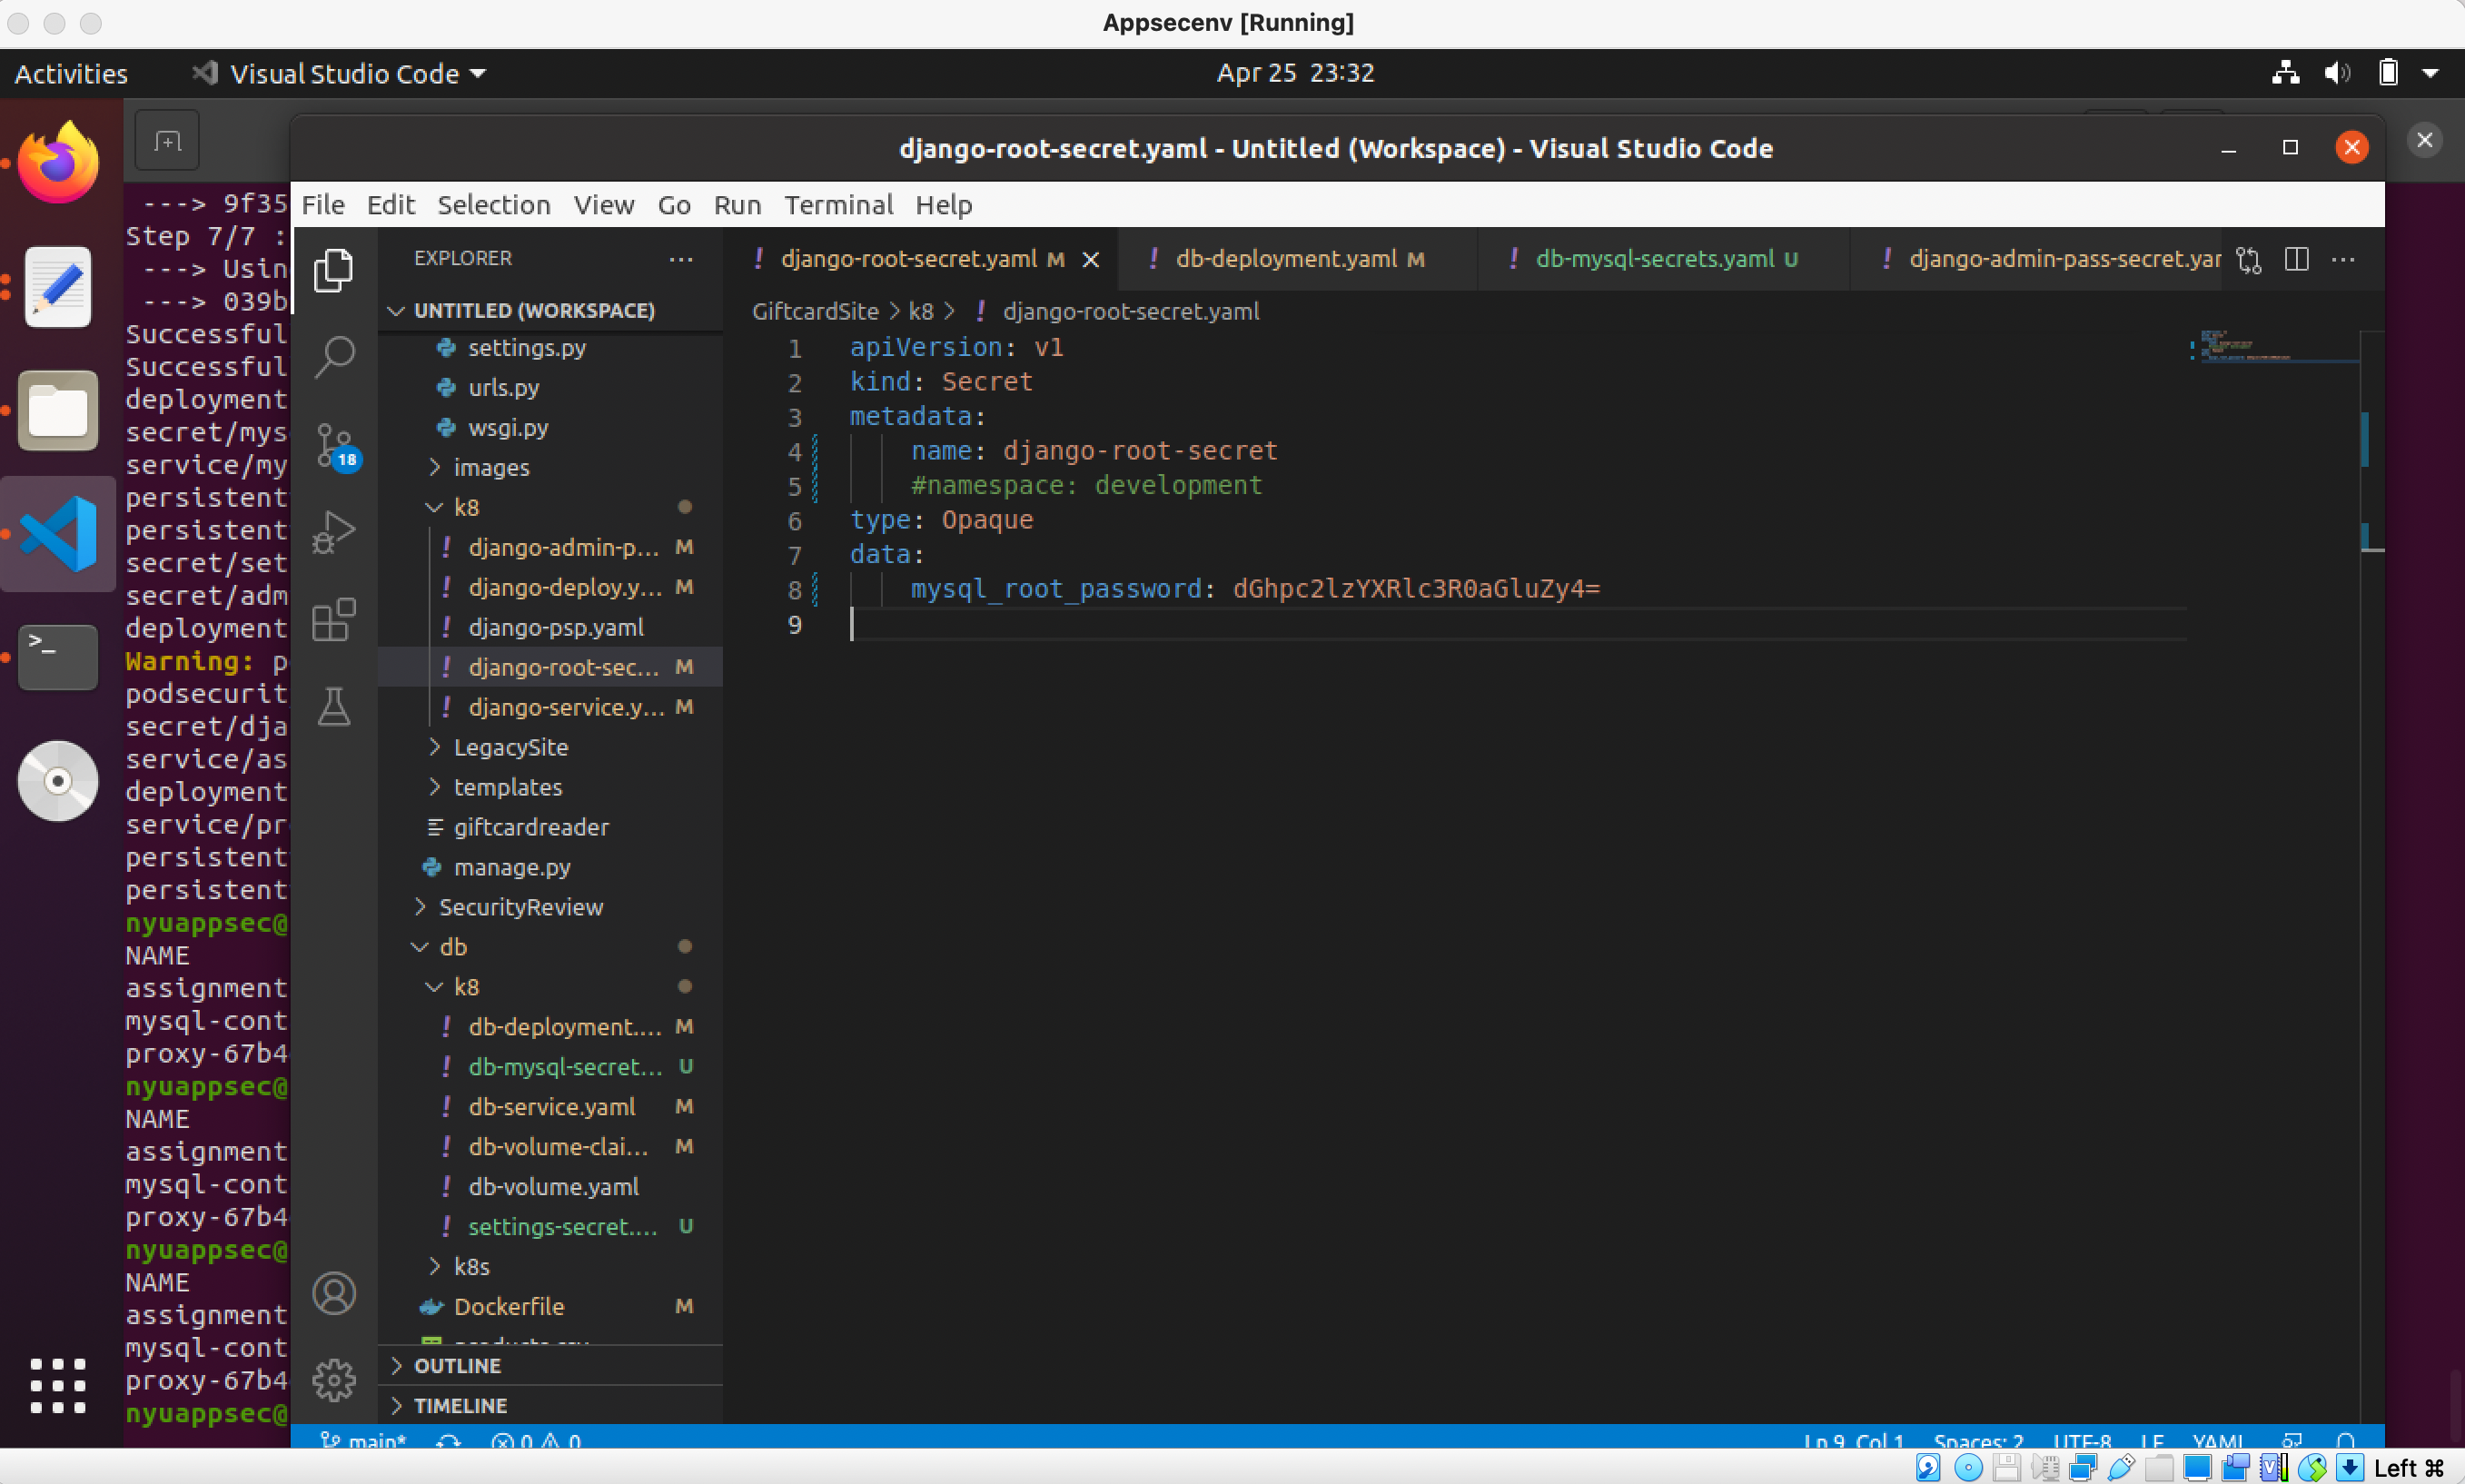 Appsecenv [Running]
Activities
Visual Studio Code
Apr 25 23:32
django-root-secret.yaml - Untitled (Workspace) - Visual Studio Code
File Edit Selection View Go Run Terminal Help
---> 9f35
Step 7/7 :
---> Usin
---> 039b
Successful
Successful
deployment
secret/mys
service/my
persistent
persistent
secret/set
secret/adm
deployment
Warning: p
podsecurit
secret/dja
service/as
deployment
service/pr
persistent
persistent
nyuappsec@
NAME
assignment
mysql-cont
proxy-67b4
nyuappsec@
NAME
assignment
mysql-cont
proxy-67b4
nyuappsec@
NAME
assignment
mysql-cont
proxy-67b4
nyuappsec@
EXPLORER
UNTITLED (WORKSPACE)
settings.py
urls.py
wsgi.py
images
18
k8
django-admin-p... M
django-deploy.y... M
django-psp.yaml
django-root-sec... M
django-service.y... M
LegacySite
templates
giftcardreader
manage.py
SecurityReview
db
k8
db-deployment.... M
db-mysql-secret... U
db-service.yaml M
db-volume-clai... M
db-volume.yaml
settings-secret.... U
k8s
Dockerfile M
products.csv
OUTLINE
TIMELINE
django-root-secret.yaml M
db-deployment.yaml M
db-mysql-secrets.yaml U
django-admin-pass-secret.yam
GiftcardSite > k8 > ! django-root-secret.yaml
1 apiVersion: v1
2 kind: Secret
3 metadata:
4 name: django-root-secret
5 #namespace: development
6 type: Opaque
7 data:
8 mysql_root_password: dGhpc2lzYXRlc3R0aGluZy4=
9
main* 0 0
Ln 9, Col 1 Spaces: 2 UTF-8 LF YAML
Left ⌘